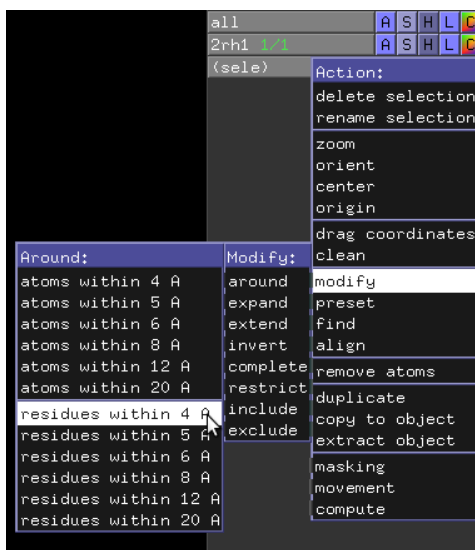 all A S H L C
2rh1 1/1 A S H L C
(sele)
Action:
delete selection
rename selection
zoom
orient
center
origin
drag coordinates
clean
modify
preset
find
align
remove atoms
duplicate
copy to object
extract object
masking
movement
compute
Modify:
around
expand
extend
invert
complete
restrict
include
exclude
Around:
atoms within 4 A
atoms within 5 A
atoms within 6 A
atoms within 8 A
atoms within 12 A
atoms within 20 A
residues within 4 A
residues within 5 A
residues within 6 A
residues within 8 A
residues within 12 A
residues within 20 A